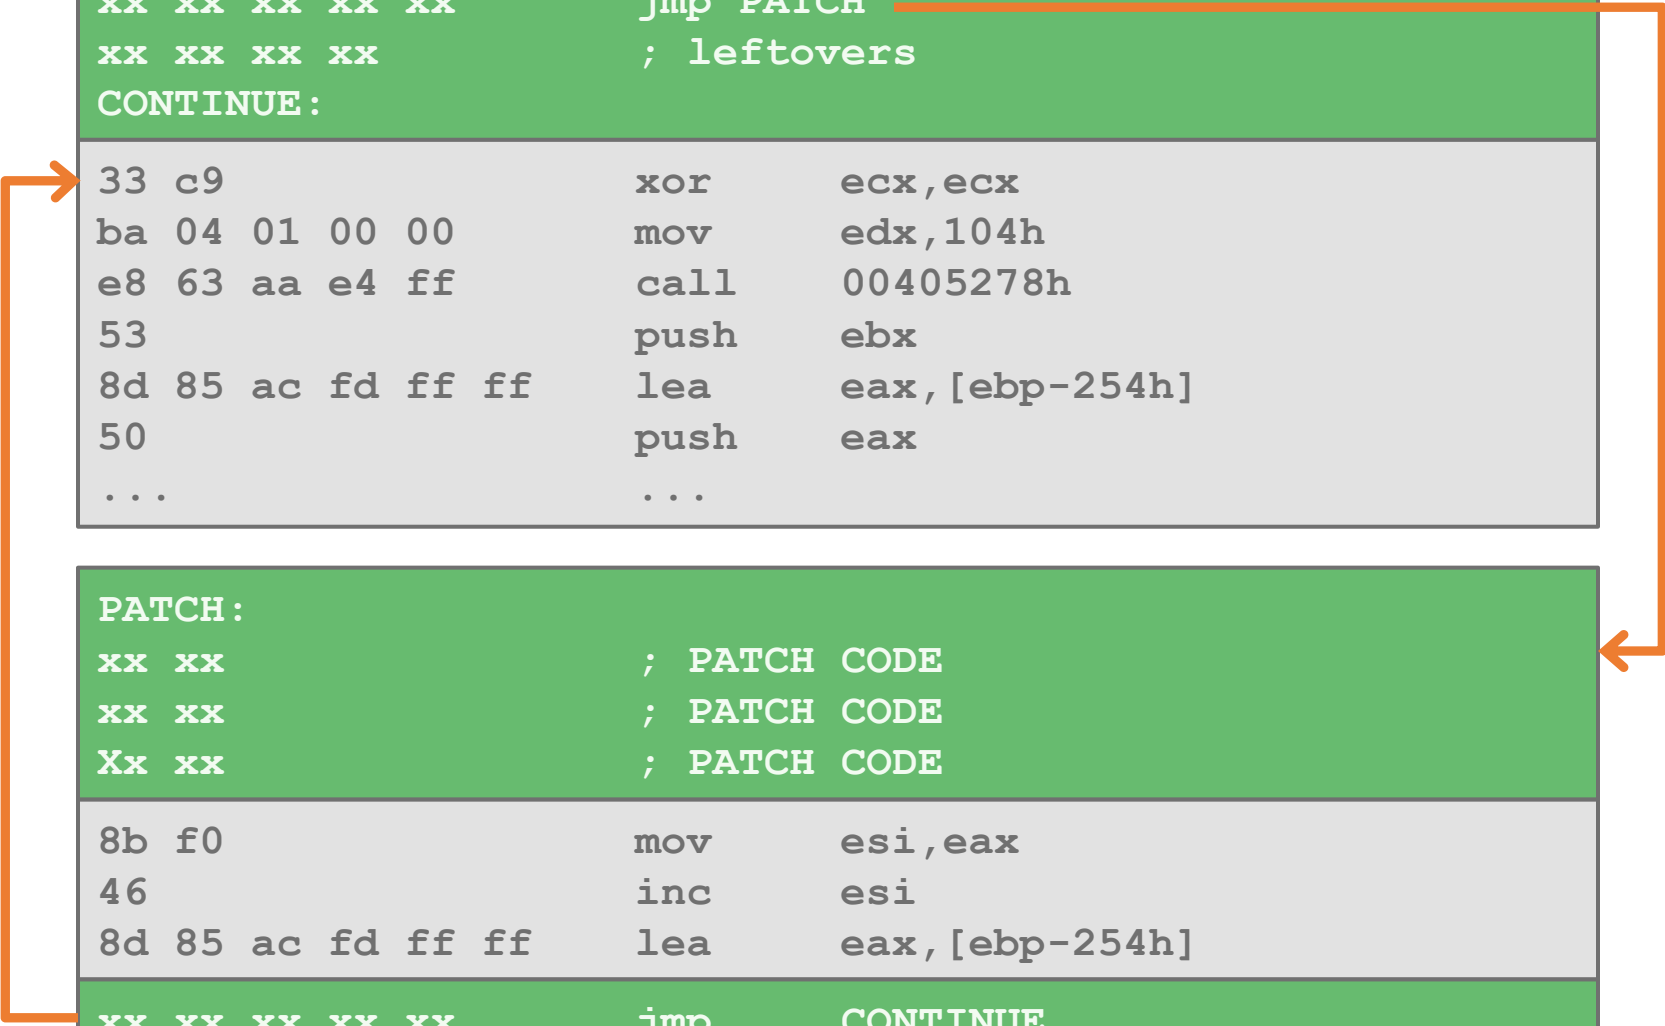 xx xx xx xx xx jmp PATCH
xx xx xx xx ; leftovers
CONTINUE:
33 c9 xor ecx,ecx
ba 04 01 00 00 mov edx,104h
e8 63 aa e4 ff call 00405278h
53 push ebx
8d 85 ac fd ff ff lea eax,[ebp-254h]
50 push eax
... ...
PATCH:
xx xx ; PATCH CODE
xx xx ; PATCH CODE
Xx xx ; PATCH CODE
8b f0 mov esi,eax
46 inc esi
8d 85 ac fd ff ff lea eax,[ebp-254h]
xx xx xx xx xx jmp CONTINUE